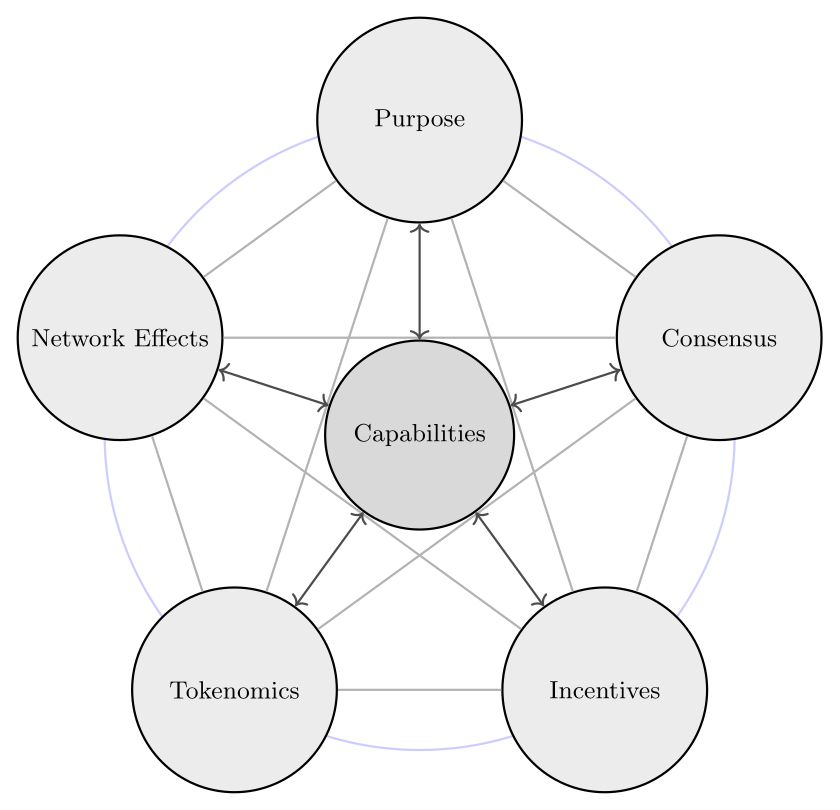 Purpose
Network Effects
Consensus
Capabilities
Tokenomics
Incentives